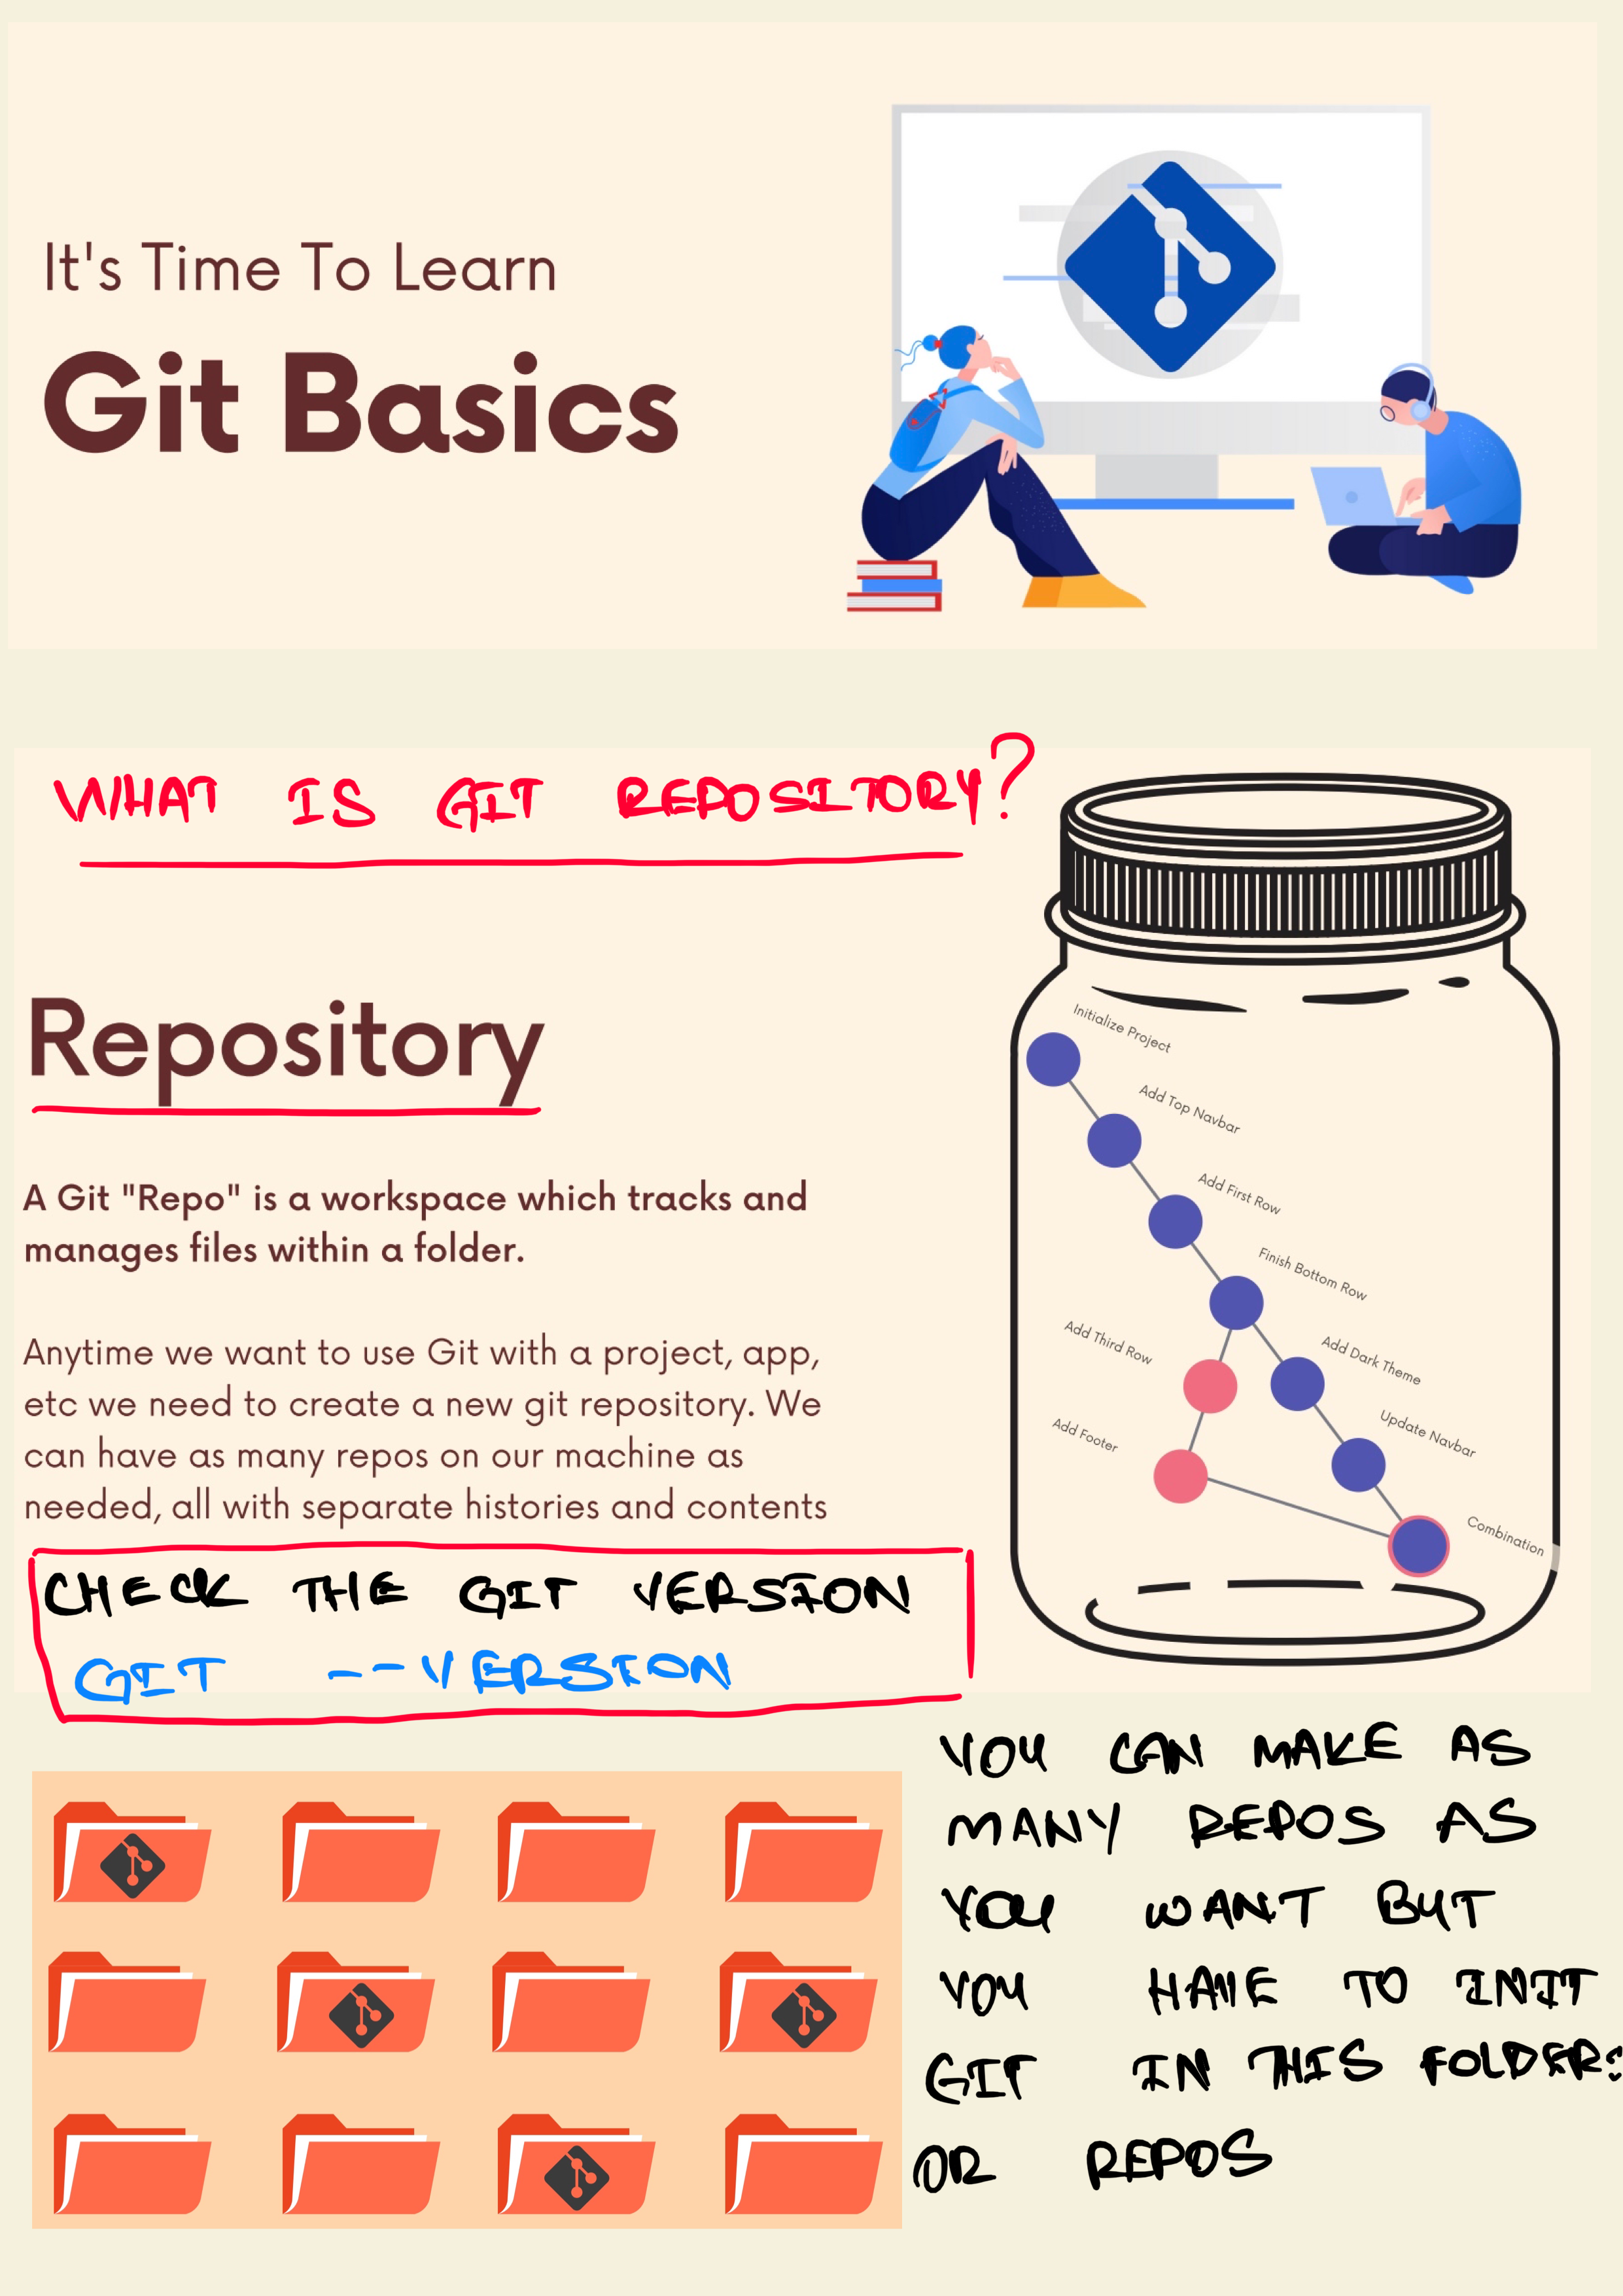 It's Time To Learn
Git Basics
WHAT IS GIT REPOSITORY?
Repository
A Git "Repo" is a workspace which tracks and
manages files within a folder.
Anytime we want to use Git with a project, app,
etc we need to create a new git repository. We
can have as many repos on our machine as
needed, all with separate histories and contents
Initialize Project
Add Top Navbar
Add First Row
Finish Bottom Row
Add Third Row
Add Dark Theme
Add Footer
Update Navbar
Combination
CHECK THE GIT VERSION
GIT --VERSION
YOU CAN MAKE AS
MANY REPOS AS
YOU WANT BUT
YOU HAVE TO INIT
GIT IN THIS FOLDERS
OR REPOS